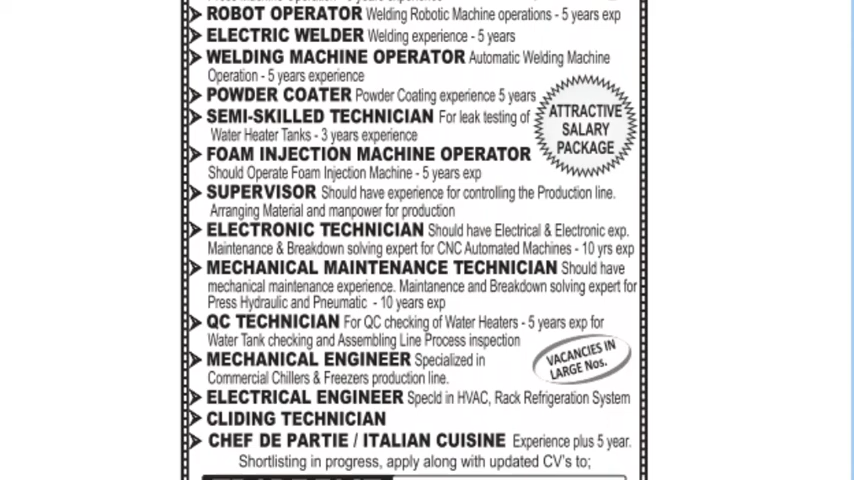 ROBOT OPERATOR Welding Robotic Machine operations - 5 years exp
ELECTRIC WELDER Welding experience - 5 years
WELDING MACHINE OPERATOR Automatic Welding Machine
Operation - 5 years experience
POWDER COATER Powder Coating experience 5 years
SEMI-SKILLED TECHNICIAN For leak testing of
Water Heater Tanks - 3 years experience
ATTRACTIVE
SALARY
PACKAGE
FOAM INJECTION MACHINE OPERATOR
Should Operate Foam Injection Machine - 5 years exp
SUPERVISOR Should have experience for controlling the Production line.
Arranging Material and manpower for production
ELECTRONIC TECHNICIAN Should have Electrical & Electronic exp.
Maintenance & Breakdown solving expert for CNC Automated Machines - 10 yrs exp
MECHANICAL MAINTENANCE TECHNICIAN Should have
mechanical maintenance experience. Maintanence and Breakdown solving expert for
Press Hydraulic and Pneumatic - 10 years exp
QC TECHNICIAN For QC checking of Water Heaters - 5 years exp for
Water Tank checking and Assembling Line Process inspection
VACANCIES IN
LARGE Nos.
MECHANICAL ENGINEER Specialized in
Commercial Chillers & Freezers production line.
ELECTRICAL ENGINEER Specld in HVAC, Rack Refrigeration System
CLIDING TECHNICIAN
CHEF DE PARTIE / ITALIAN CUISINE Experience plus 5 year.
Shortlisting in progress, apply along with updated CV's to;